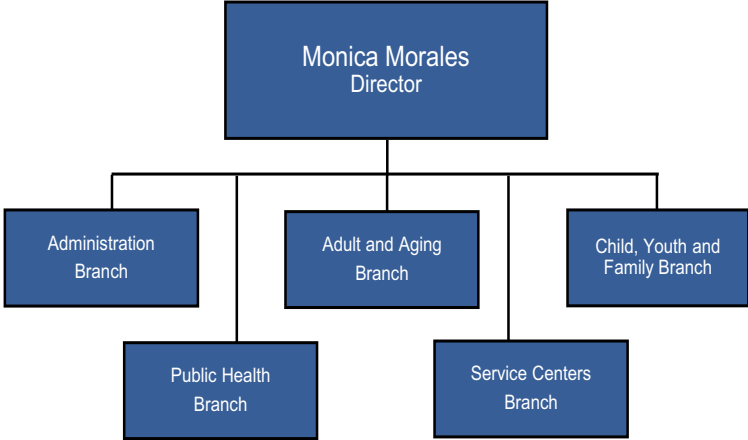 Monica Morales
Director
Administration
Branch
Adult and Aging
Branch
Child, Youth and
Family Branch
Public Health
Branch
Service Centers
Branch